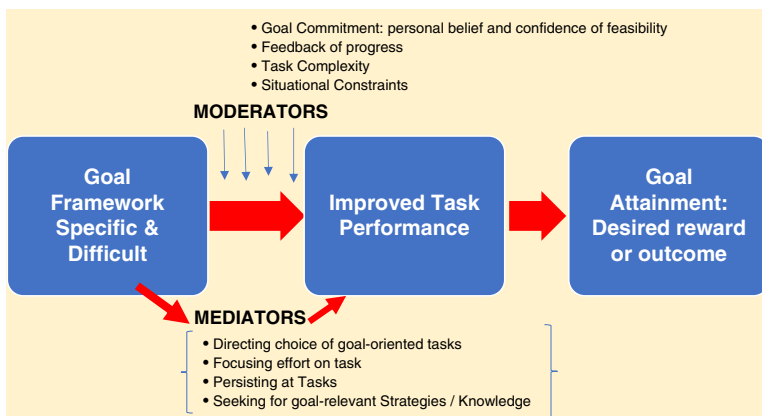 • Goal Commitment: personal belief and confidence of feasibility
• Feedback of progress
• Task Complexity
• Situational Constraints
MODERATORS
Goal
Framework
Specific &
Difficult
Improved Task
Performance
Goal
Attainment:
Desired reward
or outcome
MEDIATORS
• Directing choice of goal-oriented tasks
• Focusing effort on task
• Persisting at Tasks
• Seeking for goal-relevant Strategies / Knowledge